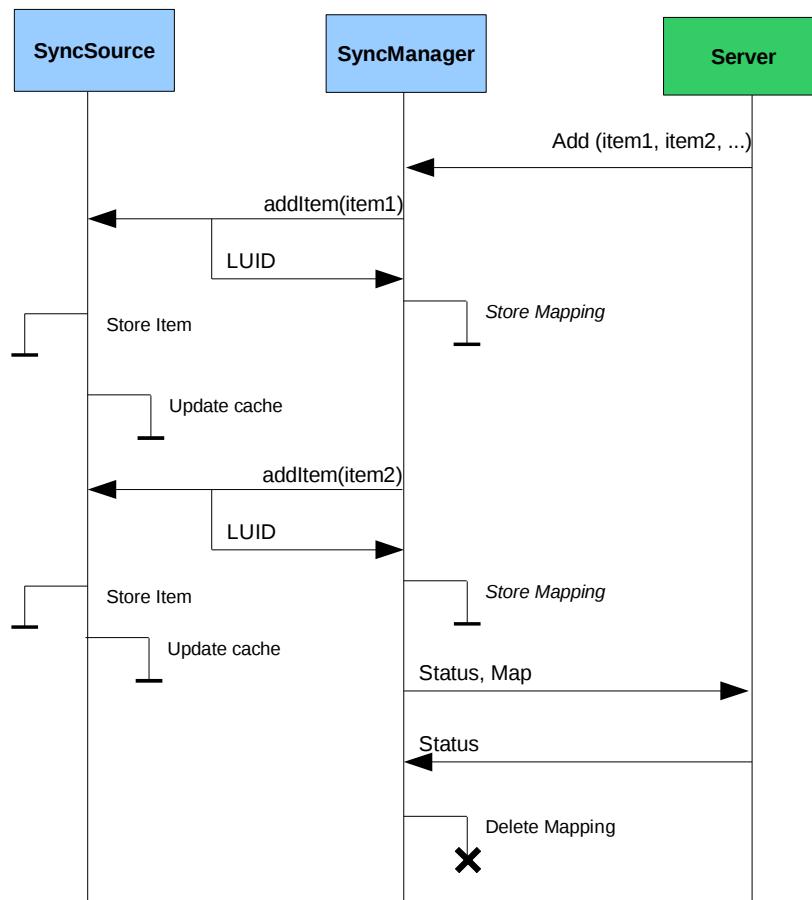 SyncSource
SyncManager
Server
Add (item1, item2, ...)
addItem(item1)
LUID
Store Item
Store Mapping
Update cache
addItem(item2)
LUID
Store Item
Store Mapping
Update cache
Status, Map
Status
Delete Mapping